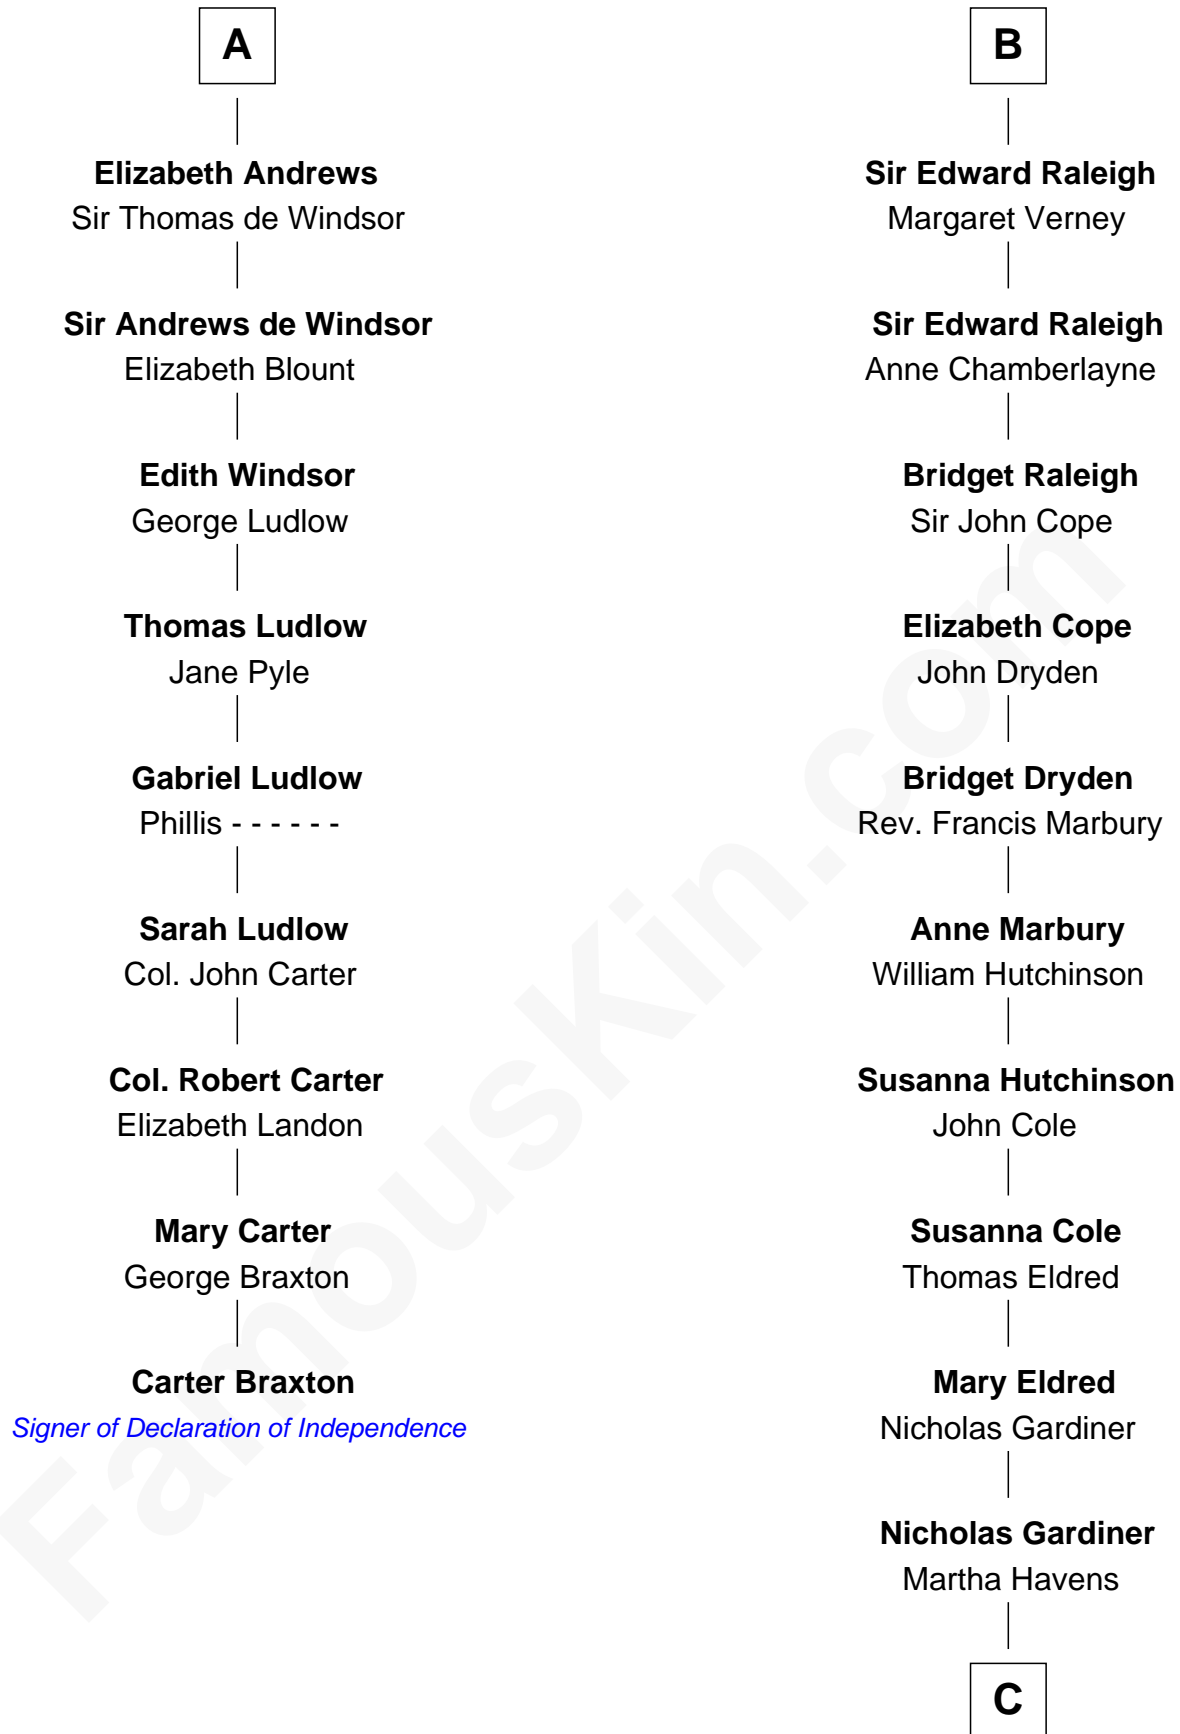 A
Elizabeth Andrews
Sir Thomas de Windsor
Sir Andrews de Windsor
Elizabeth Blount
Edith Windsor
George Ludlow
Thomas Ludlow
Jane Pyle
Gabriel Ludlow
Phillis - - - - - -
Sarah Ludlow
Col. John Carter
Col. Robert Carter
Elizabeth Landon
Mary Carter
George Braxton
Carter Braxton
Signer of Declaration of Independence
B
Sir Edward Raleigh
Margaret Verney
Sir Edward Raleigh
Anne Chamberlayne
Bridget Raleigh
Sir John Cope
Elizabeth Cope
John Dryden
Bridget Dryden
Rev. Francis Marbury
Anne Marbury
William Hutchinson
Susanna Hutchinson
John Cole
Susanna Cole
Thomas Eldred
Mary Eldred
Nicholas Gardiner
Nicholas Gardiner
Martha Havens
C
FamousKin.com